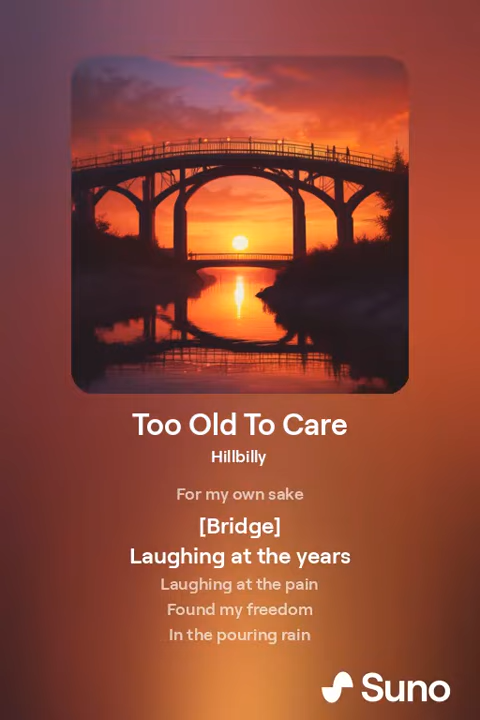 Too Old To Care
Hillbilly
For my own sake
[Bridge]
Laughing at the years
Laughing at the pain
Found my freedom
In the pouring rain
Suno